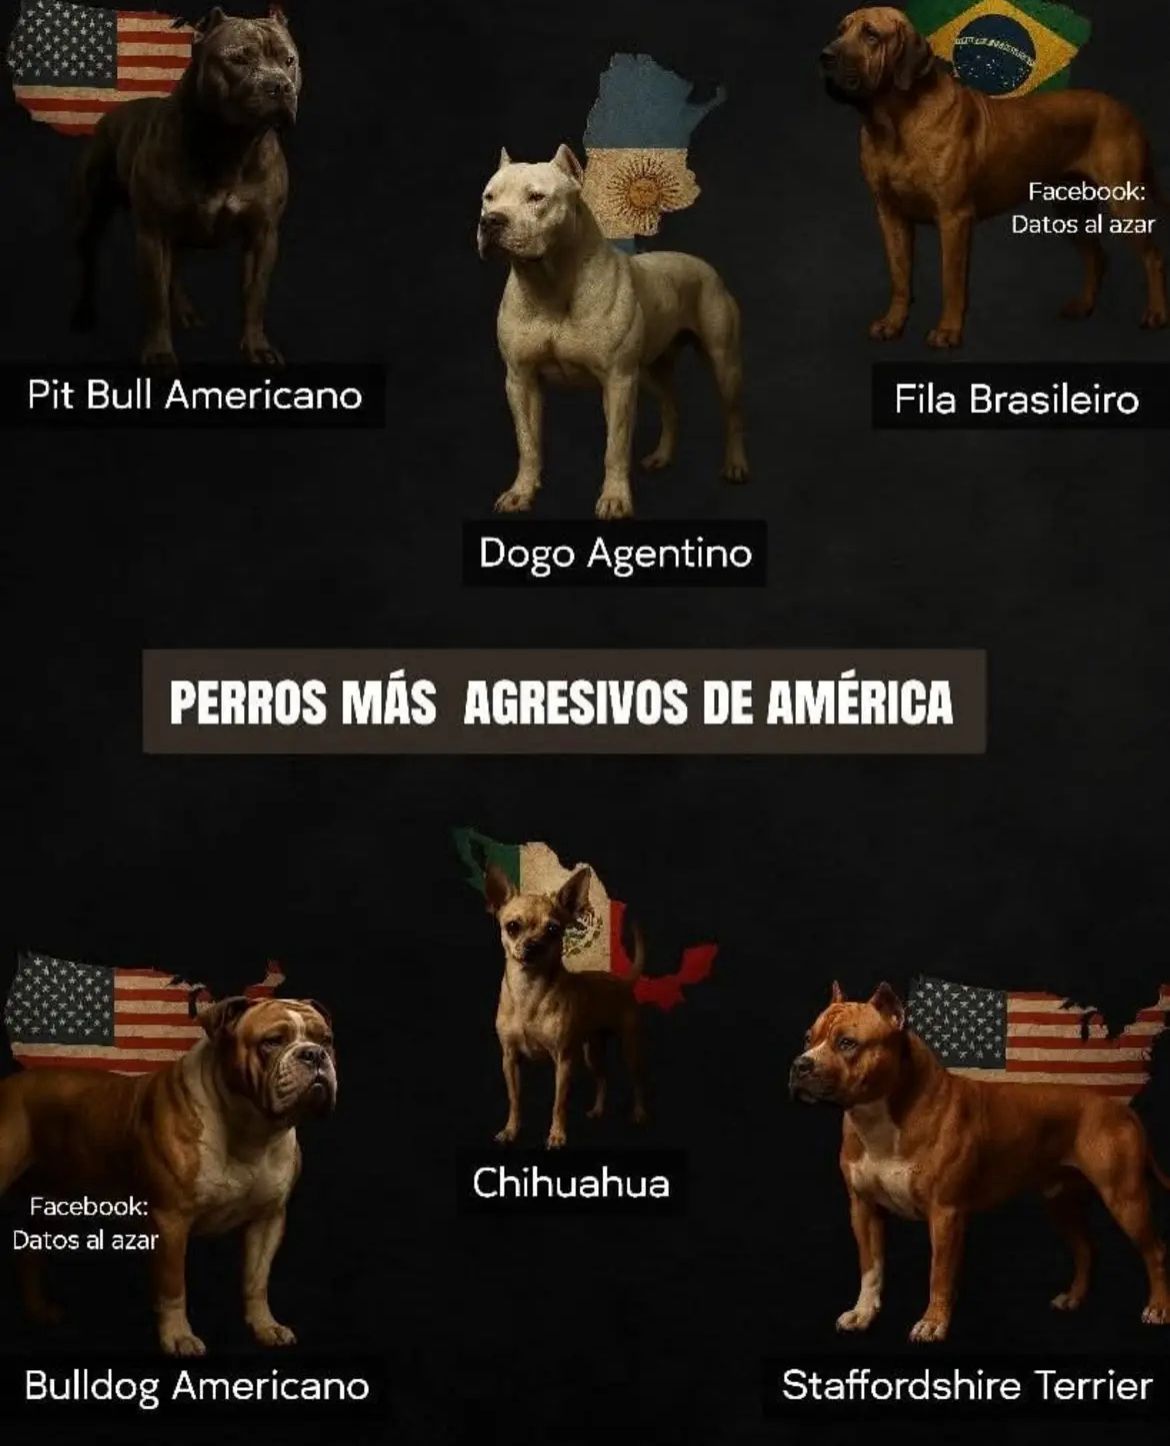 Facebook:
Datos al azar
Pit Bull Americano
Fila Brasileiro
Dogo Agentino
PERROS MÁS AGRESIVOS DE AMÉRICA
Chihuahua
Facebook:
Datos al azar
Bulldog Americano
Staffordshire Terrier